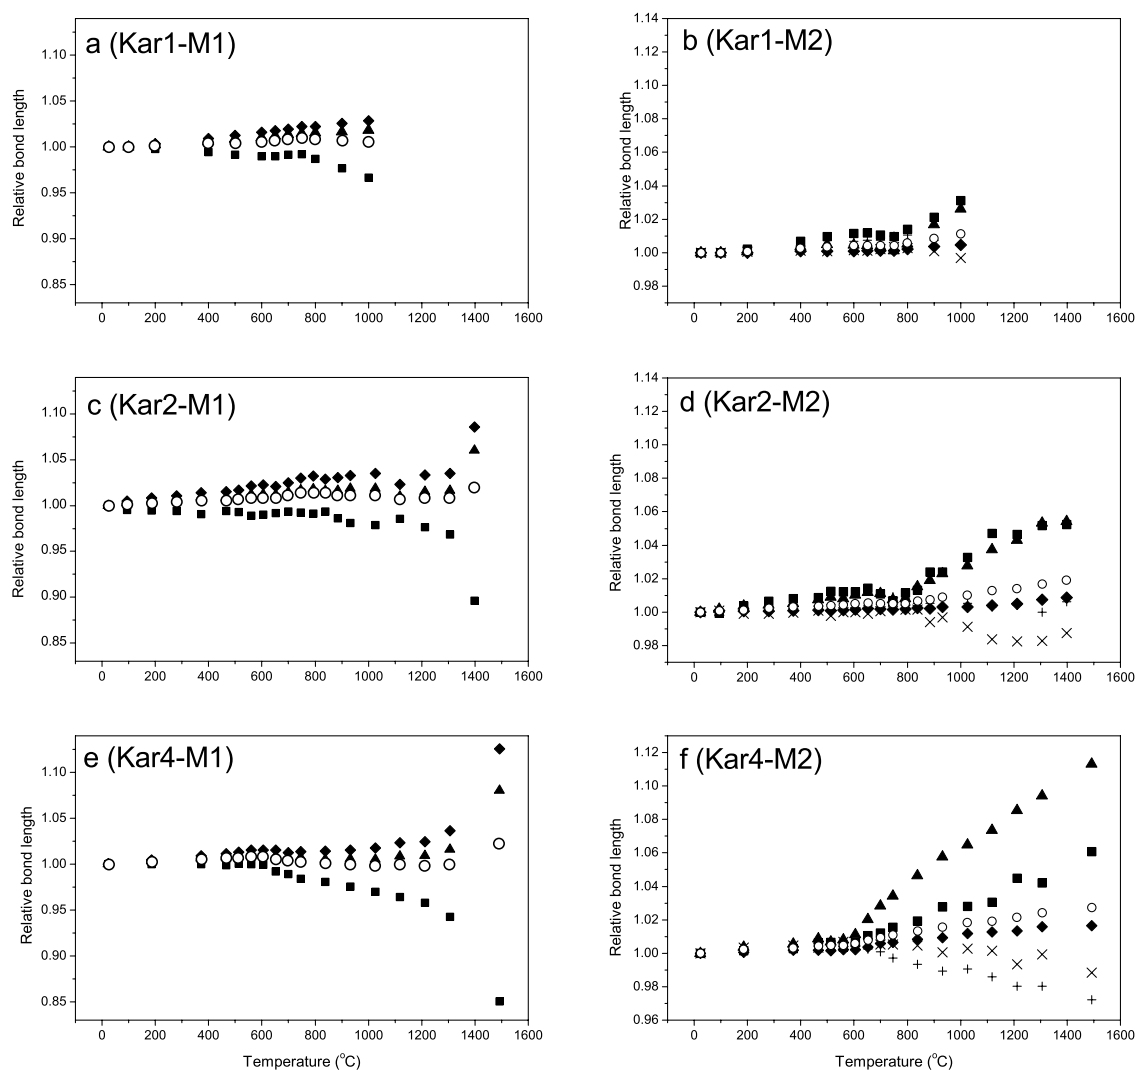 a (Kar1-M1)
Relative bond length
1.10
1.05
1.00
0.95
0.90
0.85
0 200 400 600 800 1000 1200 1400 1600
b (Kar1-M2)
Relative bond length
1.14
1.12
1.10
1.08
1.06
1.04
1.02
1.00
0.98
0 200 400 600 800 1000 1200 1400 1600
c (Kar2-M1)
Relative bond length
1.10
1.05
1.00
0.95
0.90
0.85
0 200 400 600 800 1000 1200 1400 1600
d (Kar2-M2)
Relative bond length
1.14
1.12
1.10
1.08
1.06
1.04
1.02
1.00
0.98
0 200 400 600 800 1000 1200 1400 1600
e (Kar4-M1)
Relative bond length
1.10
1.05
1.00
0.95
0.90
0.85
0 200 400 600 800 1000 1200 1400 1600
Temperature (°C)
f (Kar4-M2)
Relative bond length
1.12
1.10
1.08
1.06
1.04
1.02
1.00
0.98
0.96
0 200 400 600 800 1000 1200 1400 1600
Temperature (°C)